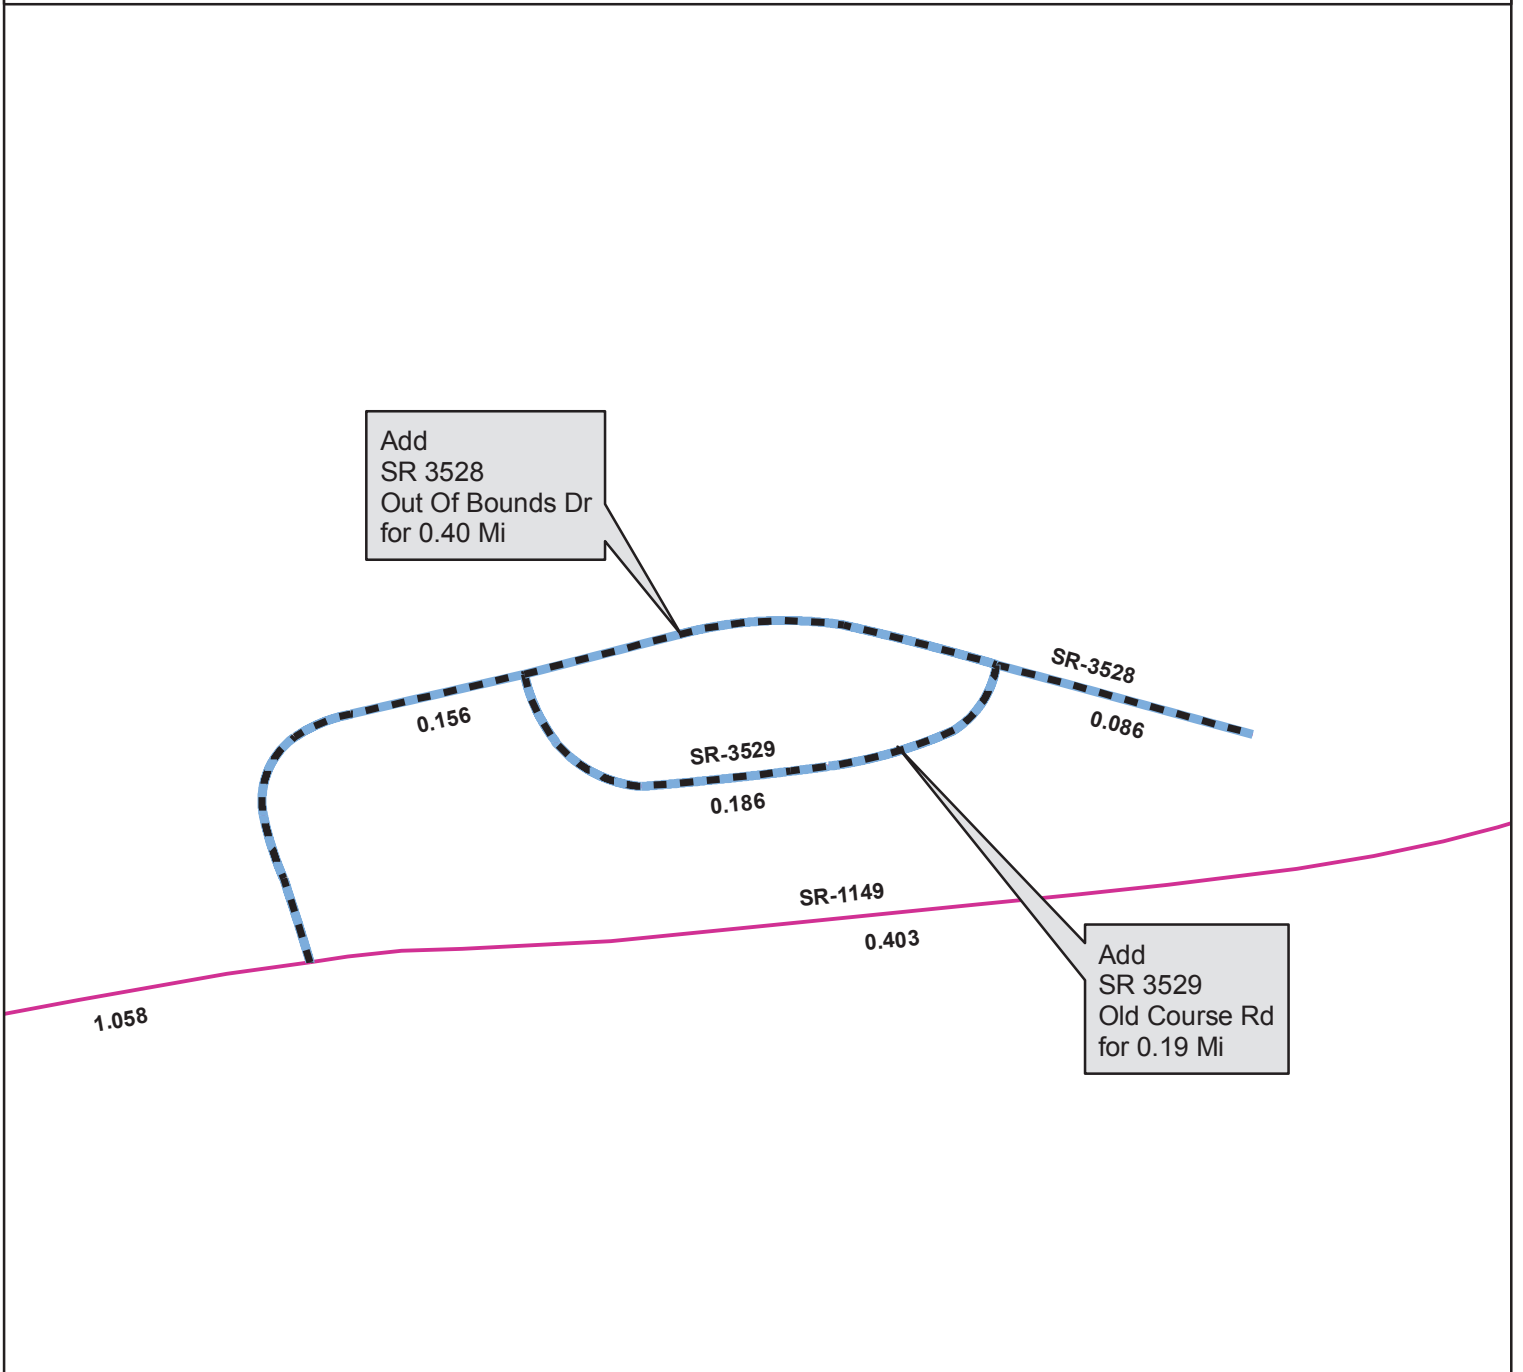 Add
SR 3528
Out Of Bounds Dr
for 0.40 Mi
SR-3528
0.156
0.086
SR-3529
0.186
SR-1149
0.403
1.058
Add
SR 3529
Old Course Rd
for 0.19 Mi